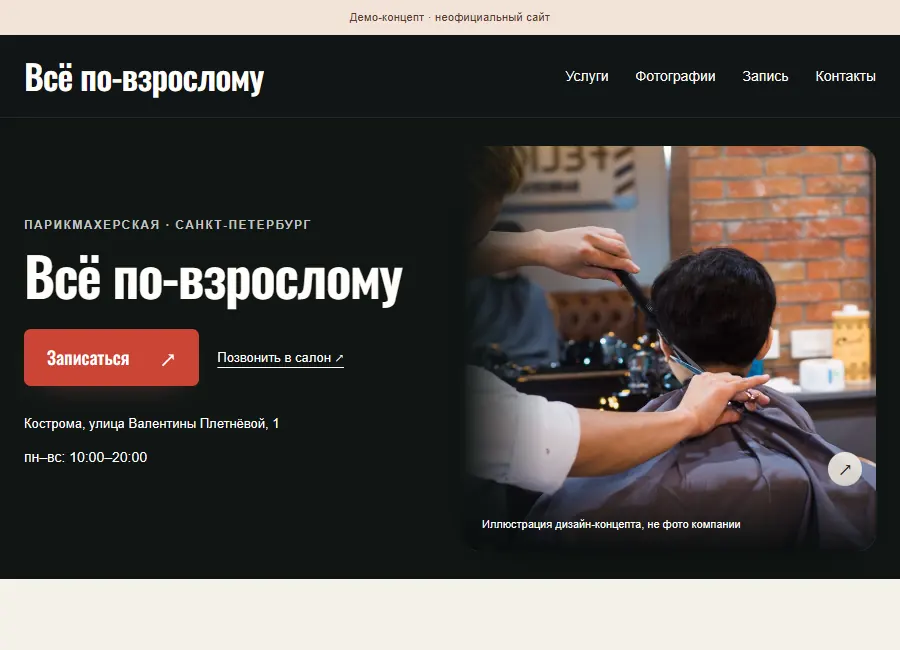 Демо-концепт · неофициальный сайт
Всё по-взрослому
Услуги Фотографии Запись Контакты
ПАРИКМАХЕРСКАЯ · САНКТ-ПЕТЕРБУРГ
Всё по-взрослому
Записаться ↗
Позвонить в салон ↗
Кострома, улица Валентины Плетнёвой, 1
пн–вс: 10:00–20:00
Иллюстрация дизайн-концепта, не фото компании
↗